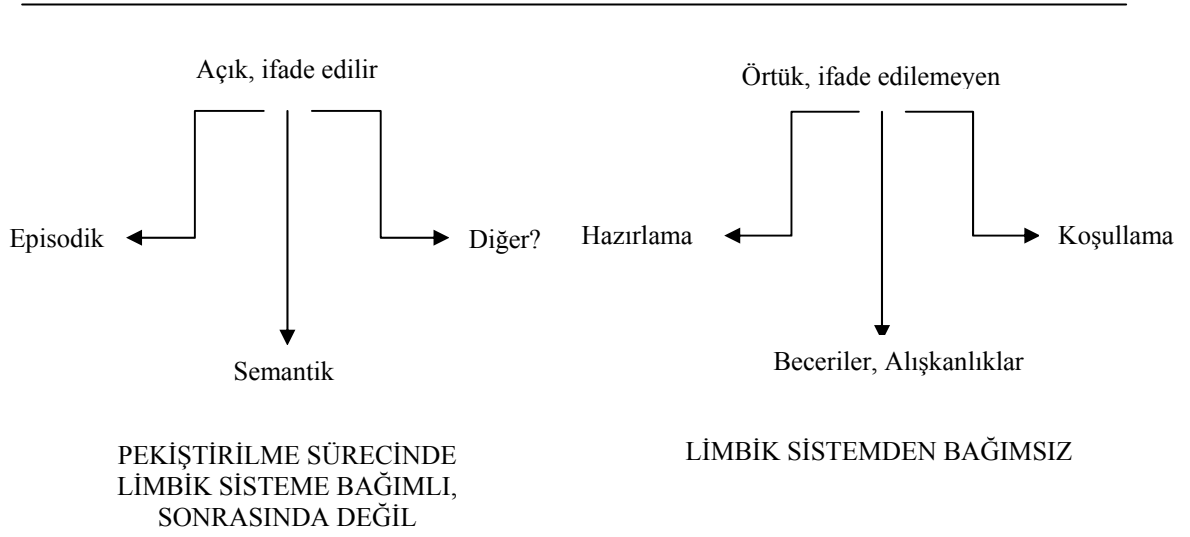 Açık, ifade edilir
Örtük, ifade edilemeyen
Episodik
Diğer?
Hazırlama
Koşullama
Semantik
Beceriler, Alışkanlıklar
PEKİŞTİRİLME SÜRECİNDE
LİMBİK SİSTEME BAĞIMLI,
SONRASINDA DEĞİL
LİMBİK SİSTEMDEN BAĞIMSIZ